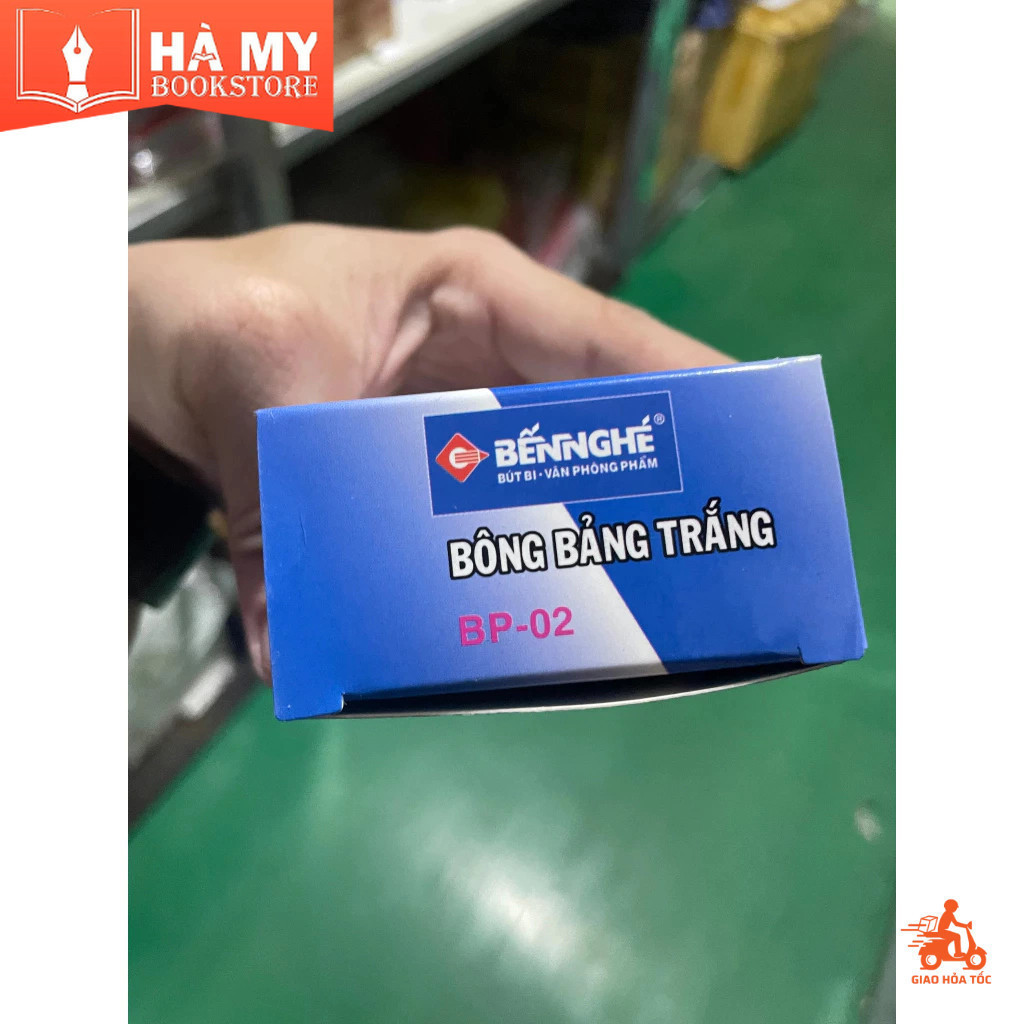 HÀ MY
BOOKSTORE
BẾNNGHÉ®
BÚT BI • VĂN PHÒNG PHẨM
BÔNG BẢNG TRẮNG
BP-02
GIAO HỎA TỐC